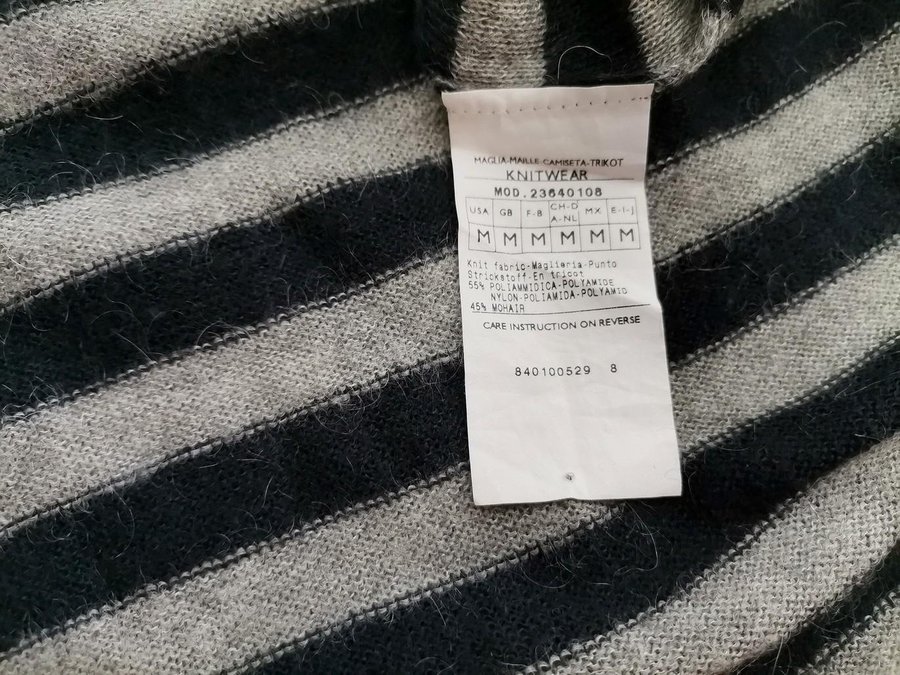 MAGLIA-MAILLE-CAMISETA-TRIKOT
KNITWEAR
MOD.23640108
USA GB F-B CH-D A-NL MX E-I-J
M M M M M M
Knit fabric-Maglieria-Punto
Strickstoff-En tricot
55% POLIAMMIDICA-POLYAMIDE
NYLON-POLIAMIDA-POLYAMID
45% MOHAIR
CARE INSTRUCTION ON REVERSE
840100529 8